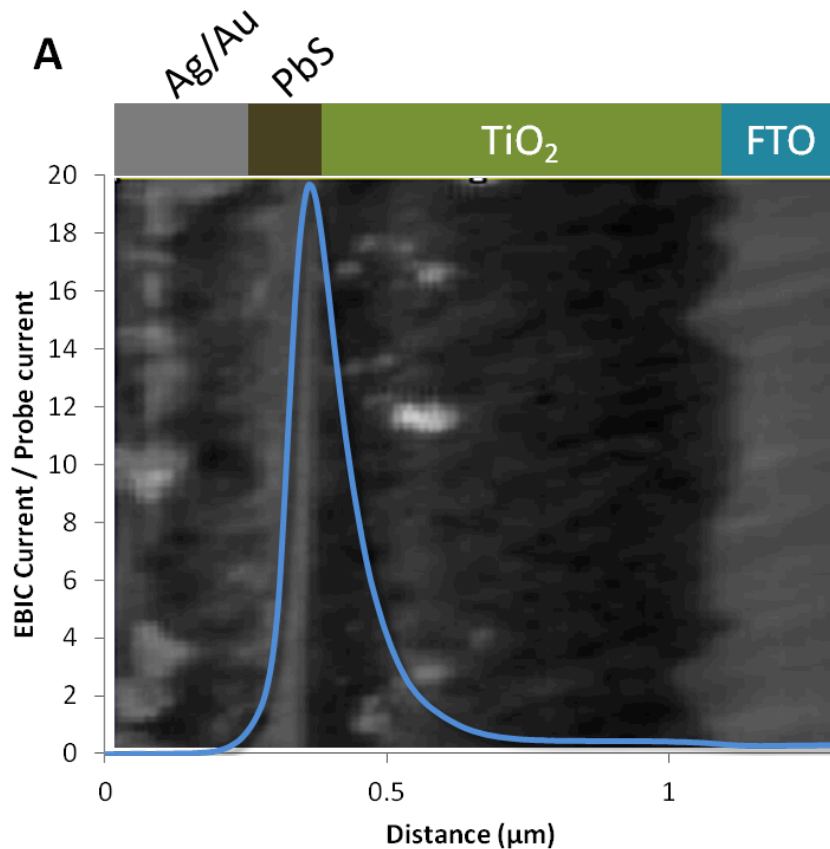 A
Ag/Au
PbS
TiO₂
FTO
EBIC Current / Probe current
20
18
16
14
12
10
8
6
4
2
0
0
0.5
1
Distance (µm)